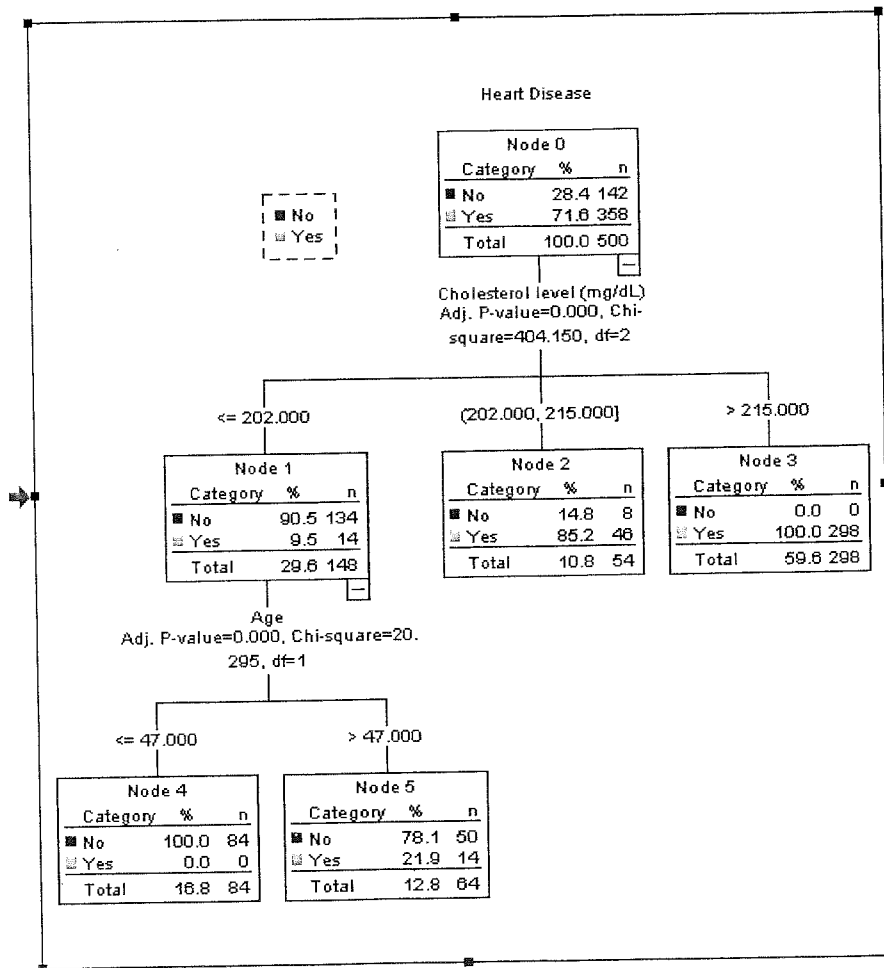 Heart Disease
Node 0
Category % n
No 28.4 142
Yes 71.6 358
Total 100.0 500
No
Yes
Cholesterol level (mg/dL)
Adj. P-value=0.000, Chi-
square=404.150, df=2
<= 202.000
(202.000, 215.000]
> 215.000
Node 1
Category % n
No 90.5 134
Yes 9.5 14
Total 29.6 148
Node 2
Category % n
No 14.8 8
Yes 85.2 46
Total 10.8 54
Node 3
Category % n
No 0.0 0
Yes 100.0 298
Total 59.6 298
Age
Adj. P-value=0.000, Chi-square=20.
295, df=1
<= 47.000
> 47.000
Node 4
Category % n
No 100.0 84
Yes 0.0 0
Total 16.8 84
Node 5
Category % n
No 78.1 50
Yes 21.9 14
Total 12.8 64